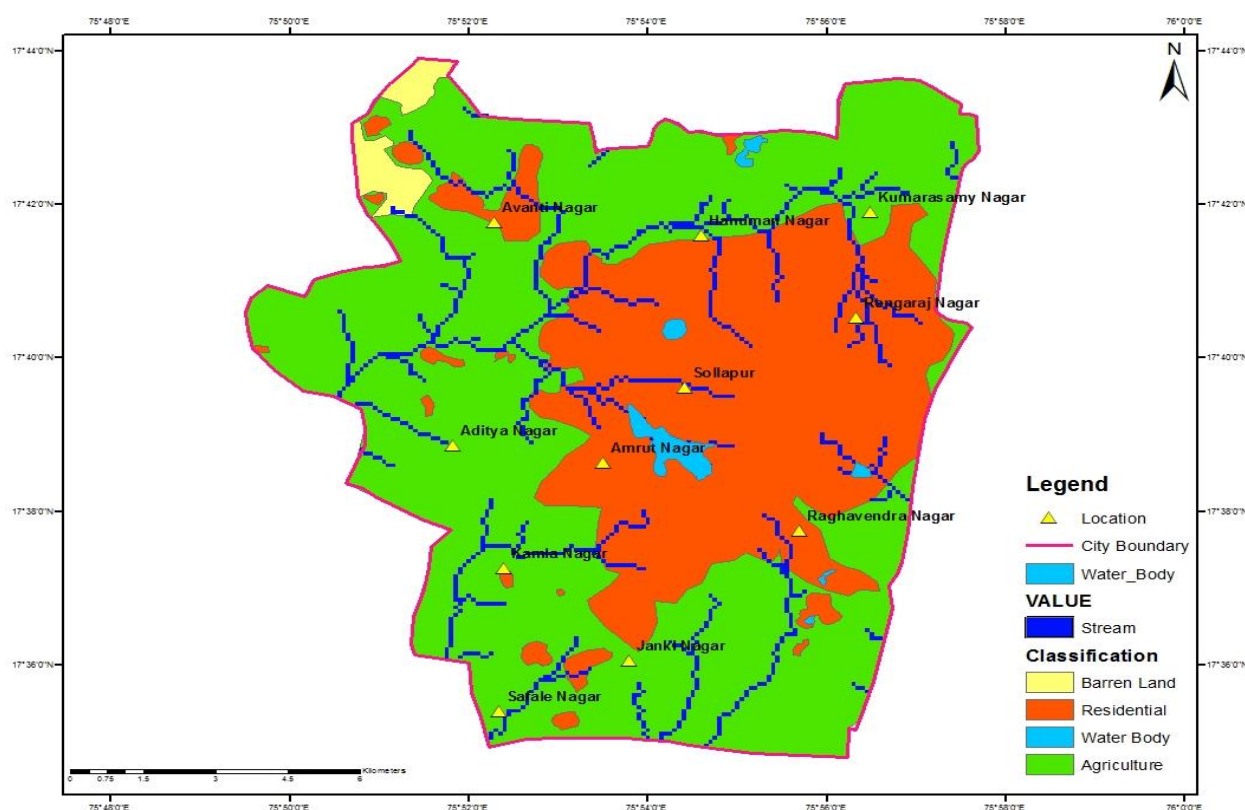 75°48'0"E 75°50'0"E 75°52'0"E 75°54'0"E 75°56'0"E 75°58'0"E 76°0'0"E
17°44'0"N 17°44'0"N
N
17°42'0"N 17°42'0"N
Kumarasamy Nagar
Avanti Nagar
Hanuman Nagar
Rangaraj Nagar
17°40'0"N 17°40'0"N
Sollapur
Aditya Nagar
Amrut Nagar
17°38'0"N 17°38'0"N
Raghavendra Nagar
Kamla Nagar
17°36'0"N 17°36'0"N
Janki Nagar
Safale Nagar
Legend
Location
City Boundary
Water_Body
VALUE
Stream
Classification
Barren Land
Residential
Water Body
Agriculture
Kilometers
0 0.75 1.5 3 4.5 6
75°48'0"E 75°50'0"E 75°52'0"E 75°54'0"E 75°56'0"E 75°58'0"E 76°0'0"E